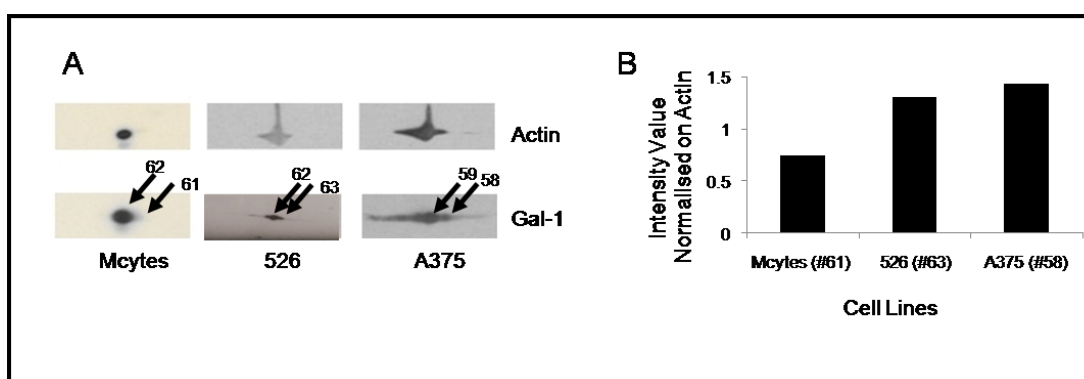 A
Actin
62
61
62
63
59
58
Gal-1
Mcytes
526
A375
B
Intensity Value
Normalised on Actin
1.5
1
0.5
0
Mcytes (#61)
526 (#63)
A375 (#58)
Cell Lines